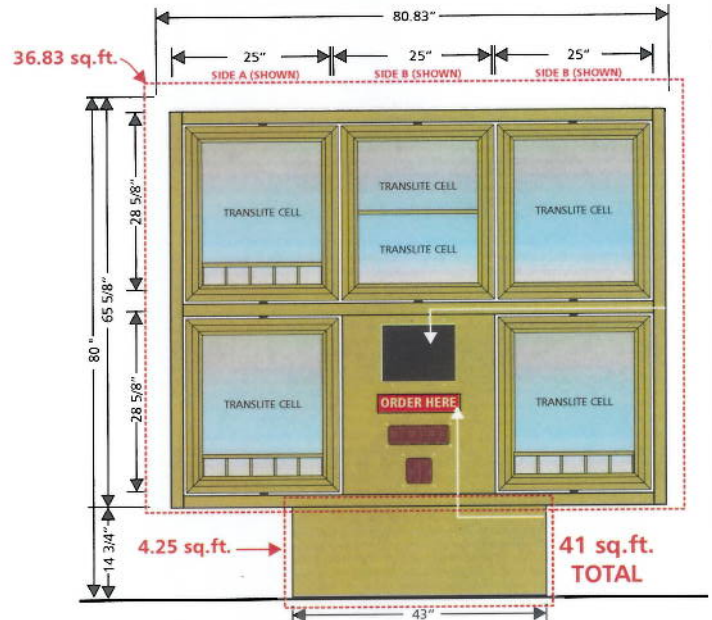 80.83"
36.83 sq.ft.
25"
25"
25"
SIDE A (SHOWN)
SIDE B (SHOWN)
SIDE B (SHOWN)
28 5/8"
TRANSLITE CELL
TRANSLITE CELL
TRANSLITE CELL
TRANSLITE CELL
65 5/8"
80 "
28 5/8"
TRANSLITE CELL
ORDER HERE
TRANSLITE CELL
14 3/4"
4.25 sq.ft.
41 sq.ft.
TOTAL
43"